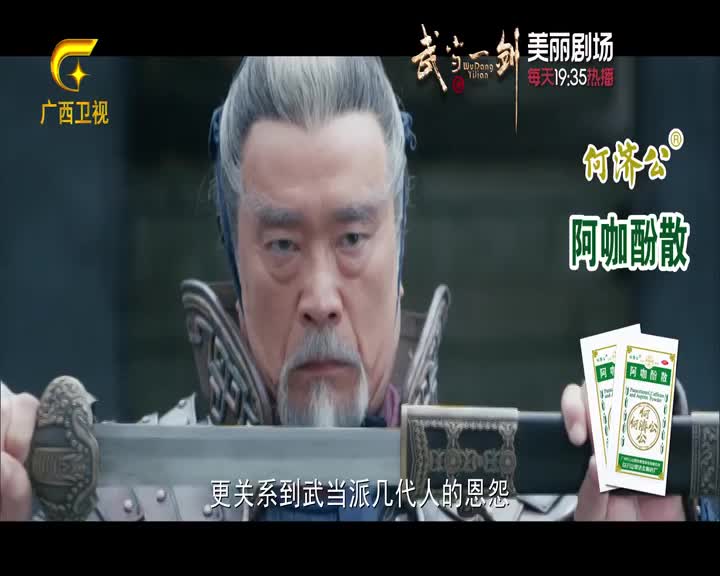 广西卫视
武当一剑
WuDang
Yijian
美丽剧场
每天19:35热播
何济公®
阿咖酚散
阿咖酚散
何济公
更关系到武当派几代人的恩怨